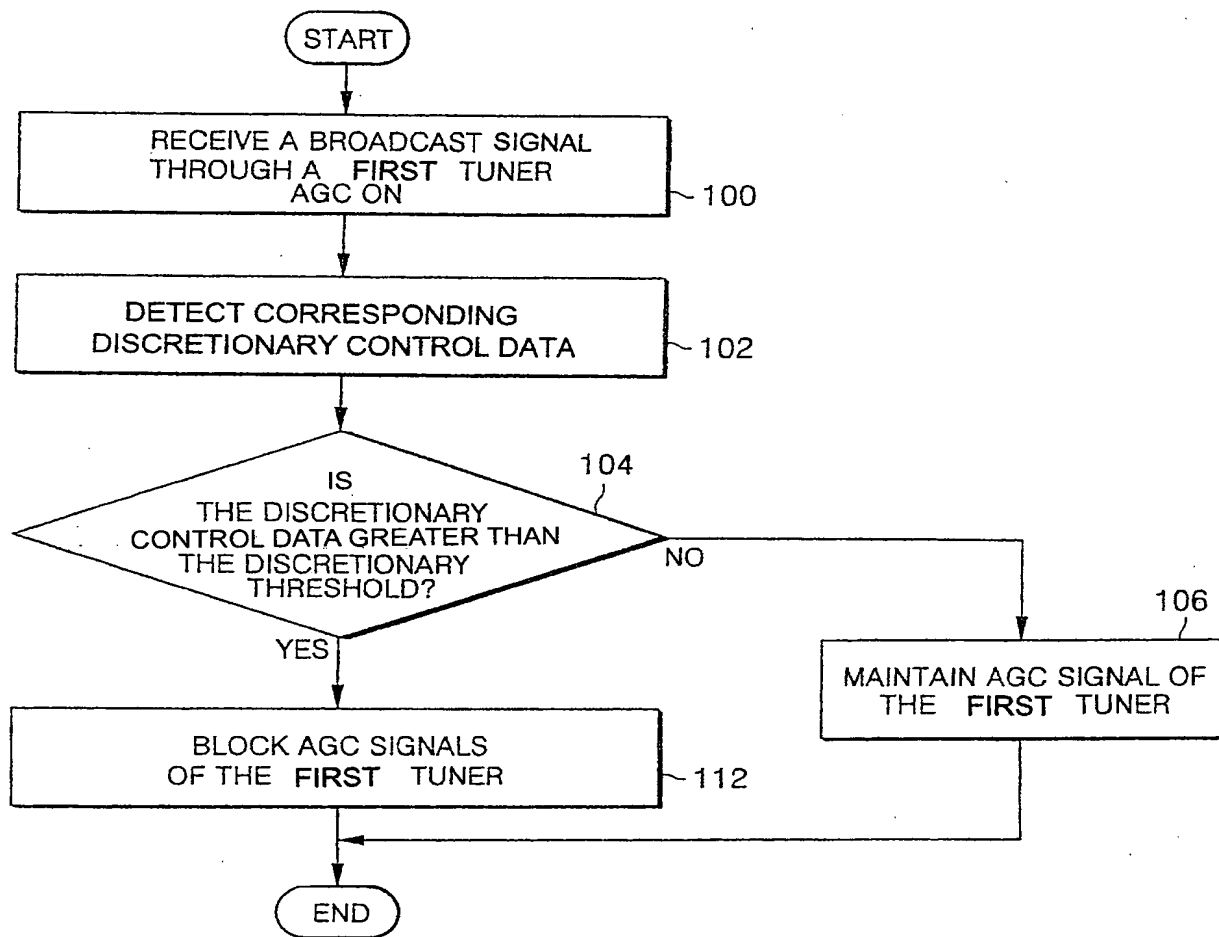 START
RECEIVE A BROADCAST SIGNAL
THROUGH A FIRST TUNER
AGC ON
100
DETECT CORRESPONDING
DISCRETIONARY CONTROL DATA
102
104
IS
THE DISCRETIONARY
CONTROL DATA GREATER THAN
THE DISCRETIONARY
THRESHOLD?
NO
YES
106
MAINTAIN AGC SIGNAL OF
THE FIRST TUNER
BLOCK AGC SIGNALS
OF THE FIRST TUNER
112
END